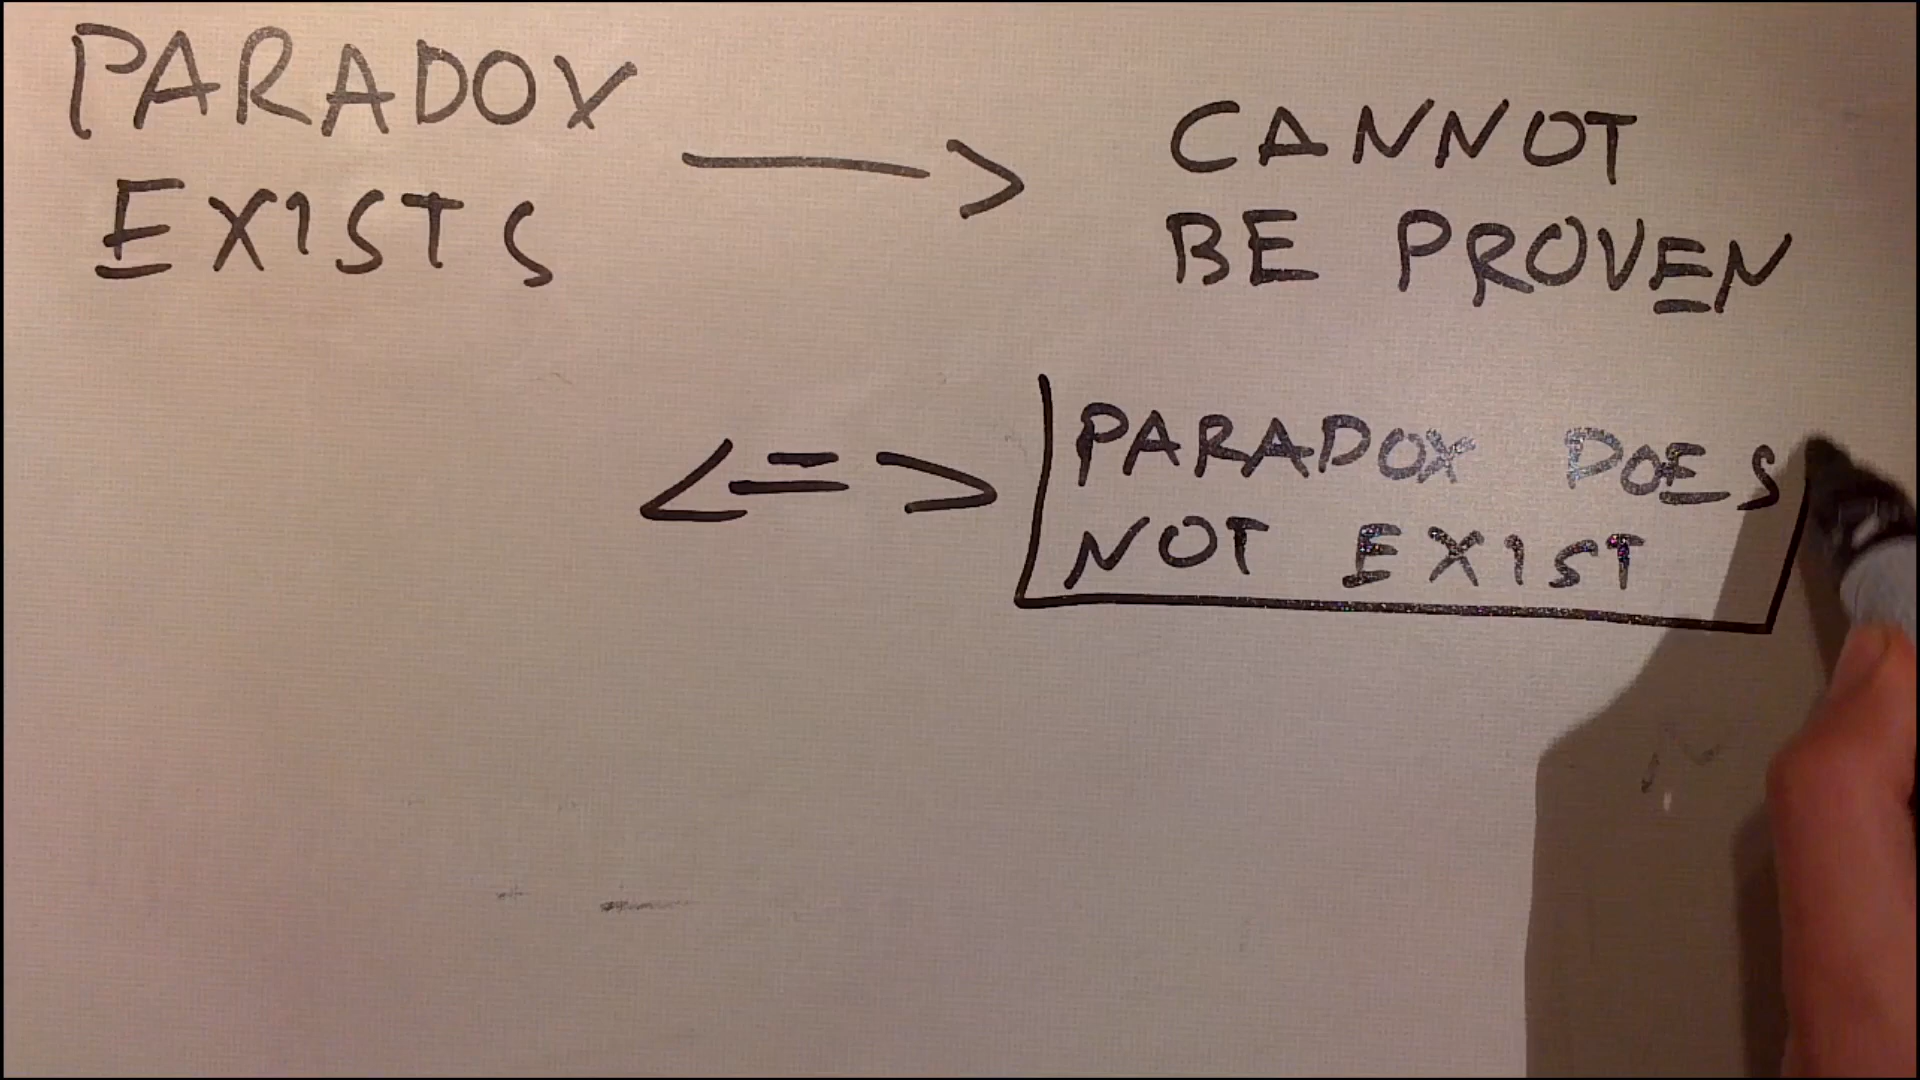 PARADOX
EXISTS
—>
CANNOT
BE PROVEN
<=>
PARADOX DOES
NOT EXIST